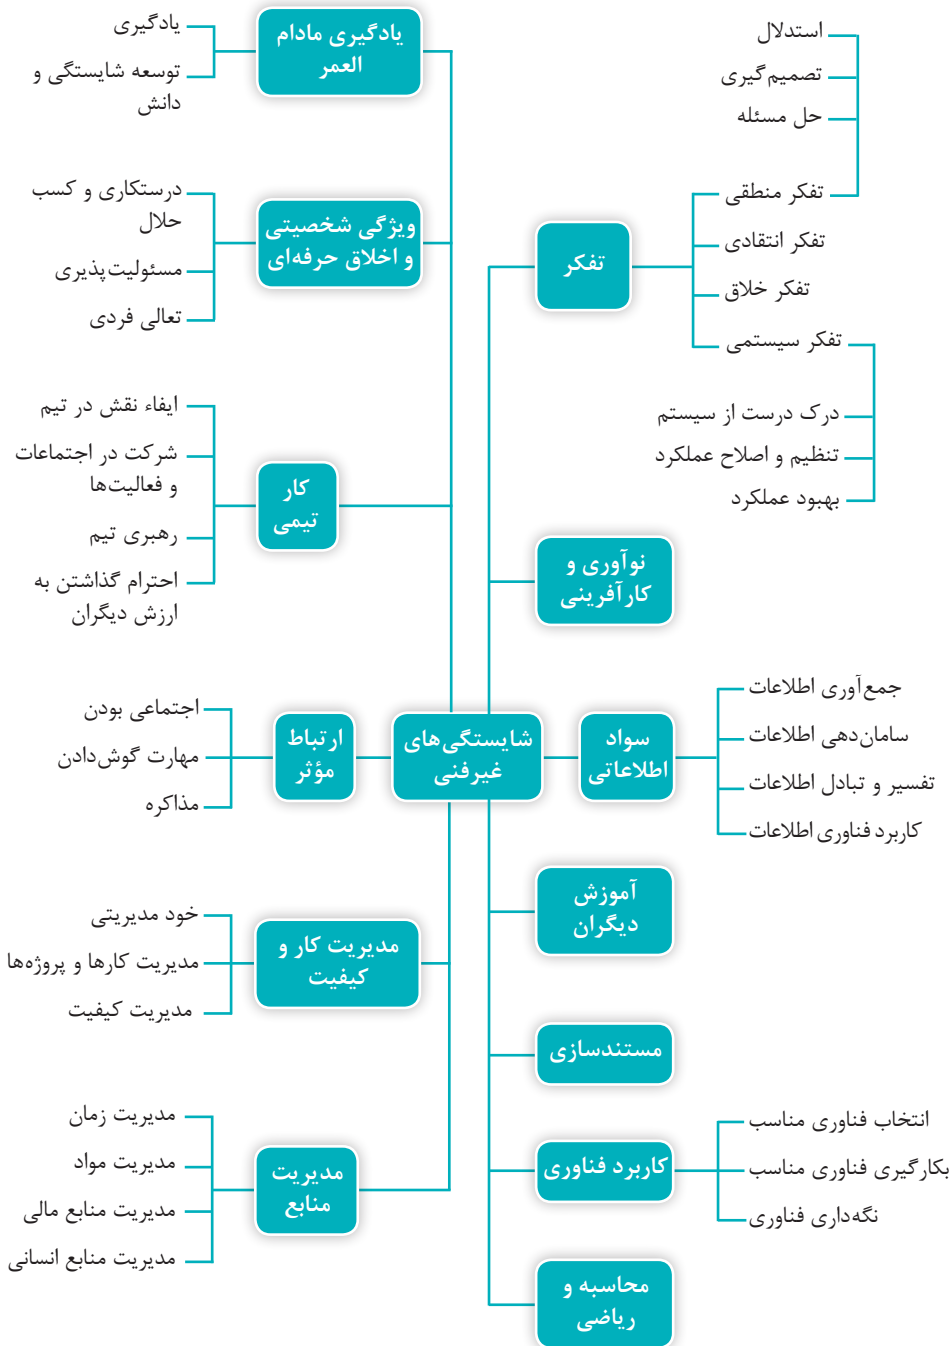 استدلال
تصمیم‌گیری
حل مسئله
تفکر منطقی
تفکر انتقادی
تفکر خلاق
تفکر سیستمی
درک درست از سیستم
تنظیم و اصلاح عملکرد
بهبود عملکرد
تفکر
نوآوری و
کارآفرینی
سواد
اطلاعاتی
جمع‌آوری اطلاعات
سامان‌دهی اطلاعات
تفسیر و تبادل اطلاعات
کاربرد فناوری اطلاعات
آموزش
دیگران
مستندسازی
کاربرد فناوری
انتخاب فناوری مناسب
بکارگیری فناوری مناسب
نگه‌داری فناوری
محاسبه و
ریاضی
شایستگی‌های
غیرفنی
یادگیری مادام
العمر
یادگیری
توسعه شایستگی و
دانش
ویژگی شخصیتی
و اخلاق حرفه‌ای
درستکاری و کسب
حلال
مسئولیت‌پذیری
تعالی فردی
کار
تیمی
ایفاء نقش در تیم
شرکت در اجتماعات
و فعالیت‌ها
رهبری تیم
احترام گذاشتن به
ارزش دیگران
ارتباط
مؤثر
اجتماعی بودن
مهارت گوش‌دادن
مذاکره
مدیریت کار و
کیفیت
خود مدیریتی
مدیریت کارها و پروژه‌ها
مدیریت کیفیت
مدیریت
منابع
مدیریت زمان
مدیریت مواد
مدیریت منابع مالی
مدیریت منابع انسانی